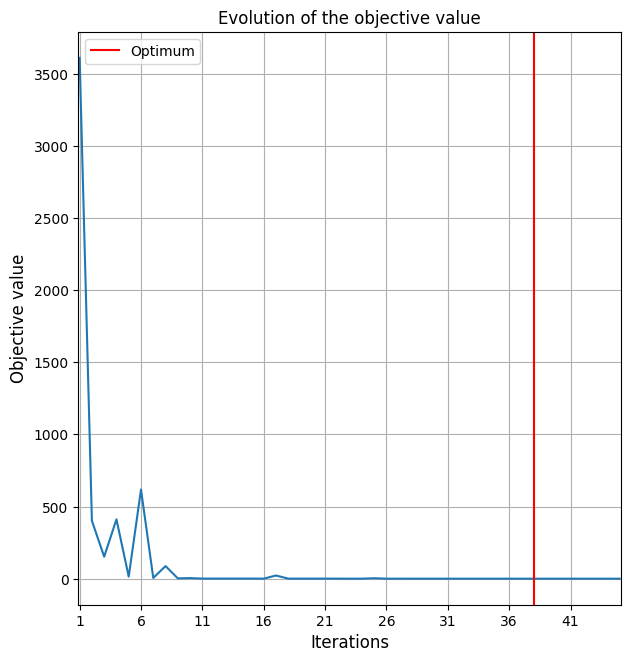 Evolution of the objective value
Optimum
Objective value
3500
3000
2500
2000
1500
1000
500
0
1 6 11 16 21 26 31 36 41
Iterations